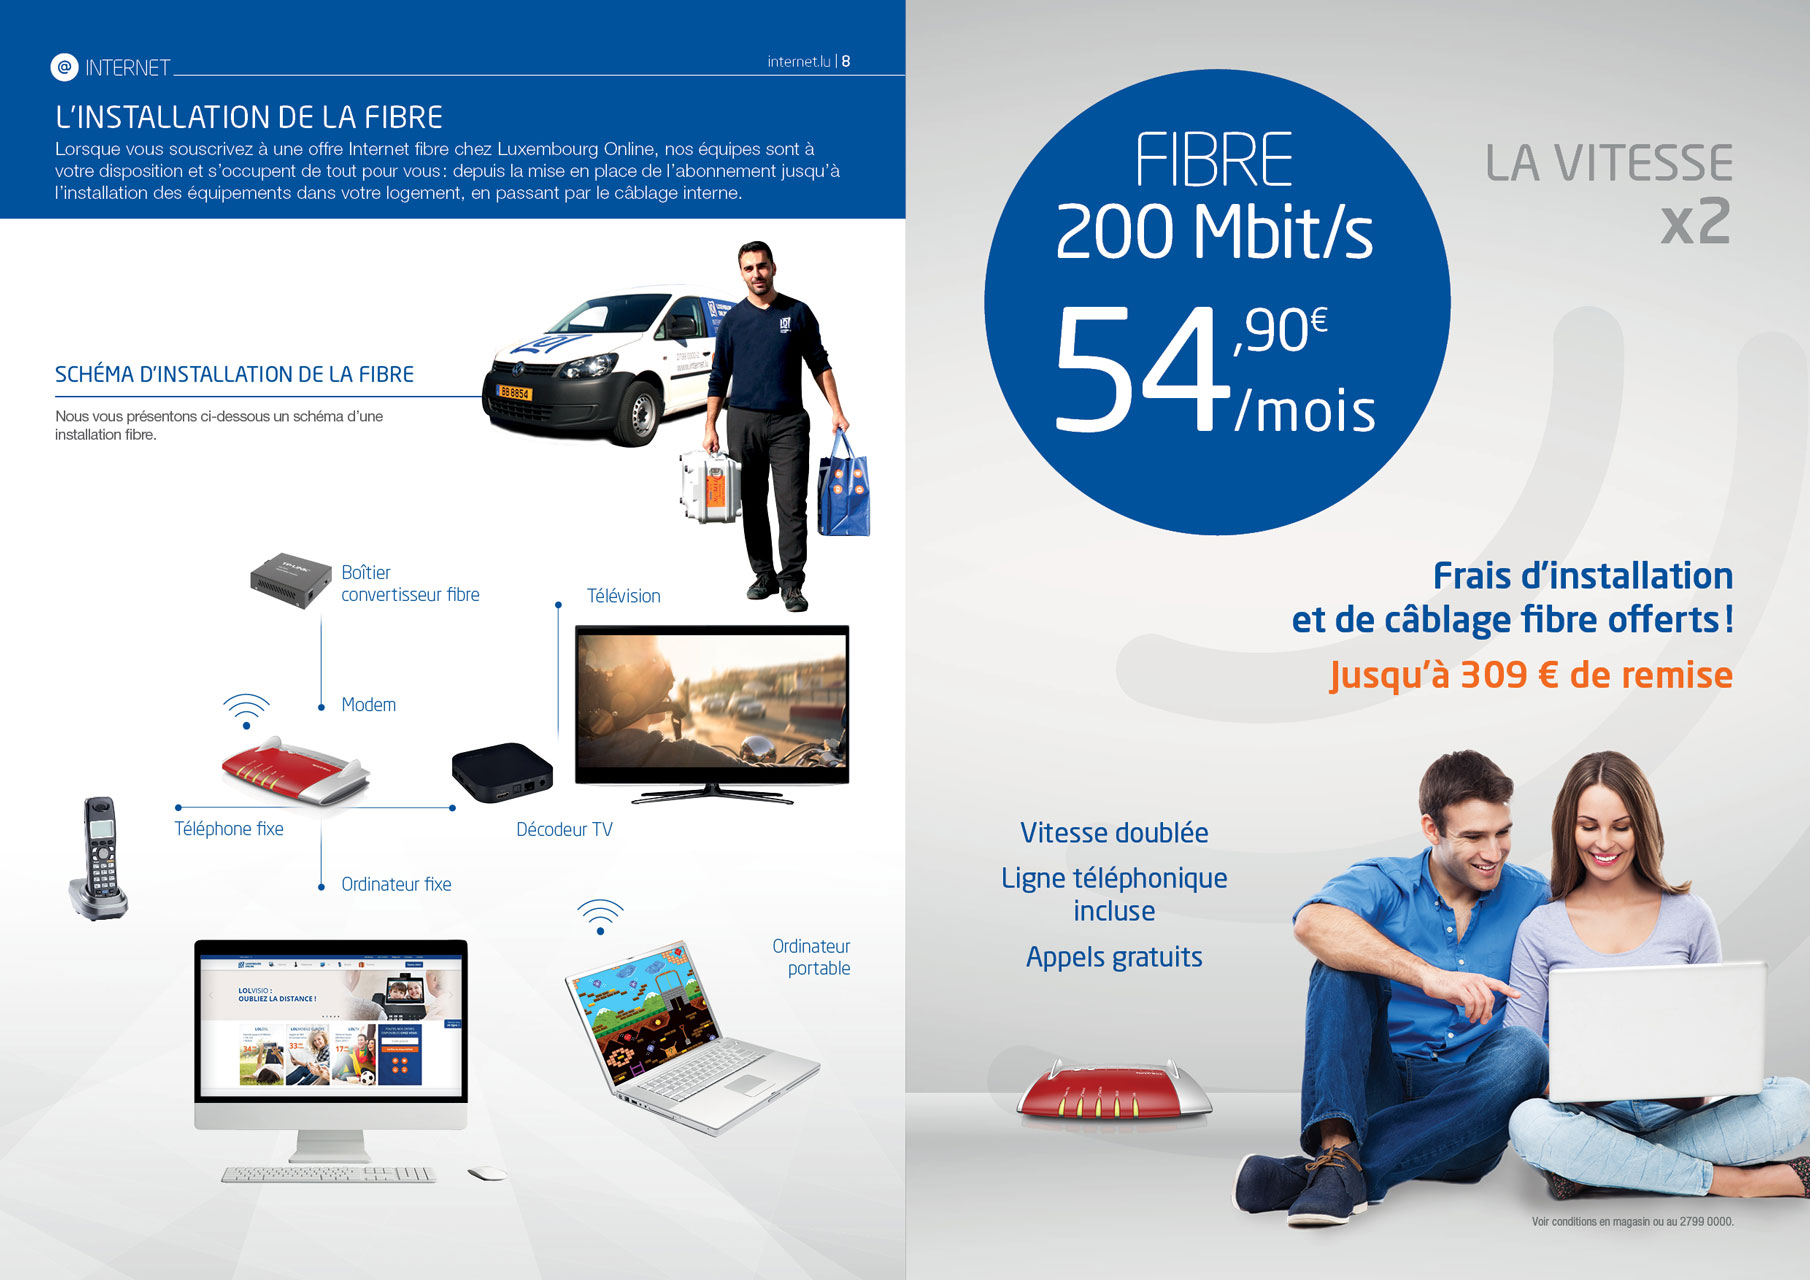 @ INTERNET
internet.lu | 8
L'INSTALLATION DE LA FIBRE
Lorsque vous souscrivez à une offre Internet fibre chez Luxembourg Online, nos équipes sont à
votre disposition et s'occupent de tout pour vous : depuis la mise en place de l'abonnement jusqu'à
l'installation des équipements dans votre logement, en passant par le câblage interne.
SCHÉMA D'INSTALLATION DE LA FIBRE
Nous vous présentons ci-dessous un schéma d'une
installation fibre.
BB 8854
TP-LINK
Boîtier
convertisseur fibre
Télévision
Modem
Téléphone fixe
Décodeur TV
Ordinateur fixe
Ordinateur
portable
LOLVISIO :
OUBLIEZ LA DISTANCE !
FIBRE
200 Mbit/s
54,90€
/mois
LA VITESSE
x2
Frais d'installation
et de câblage fibre offerts !
Jusqu'à 309 € de remise
Vitesse doublée
Ligne téléphonique
incluse
Appels gratuits
Voir conditions en magasin ou au 2799 0000.